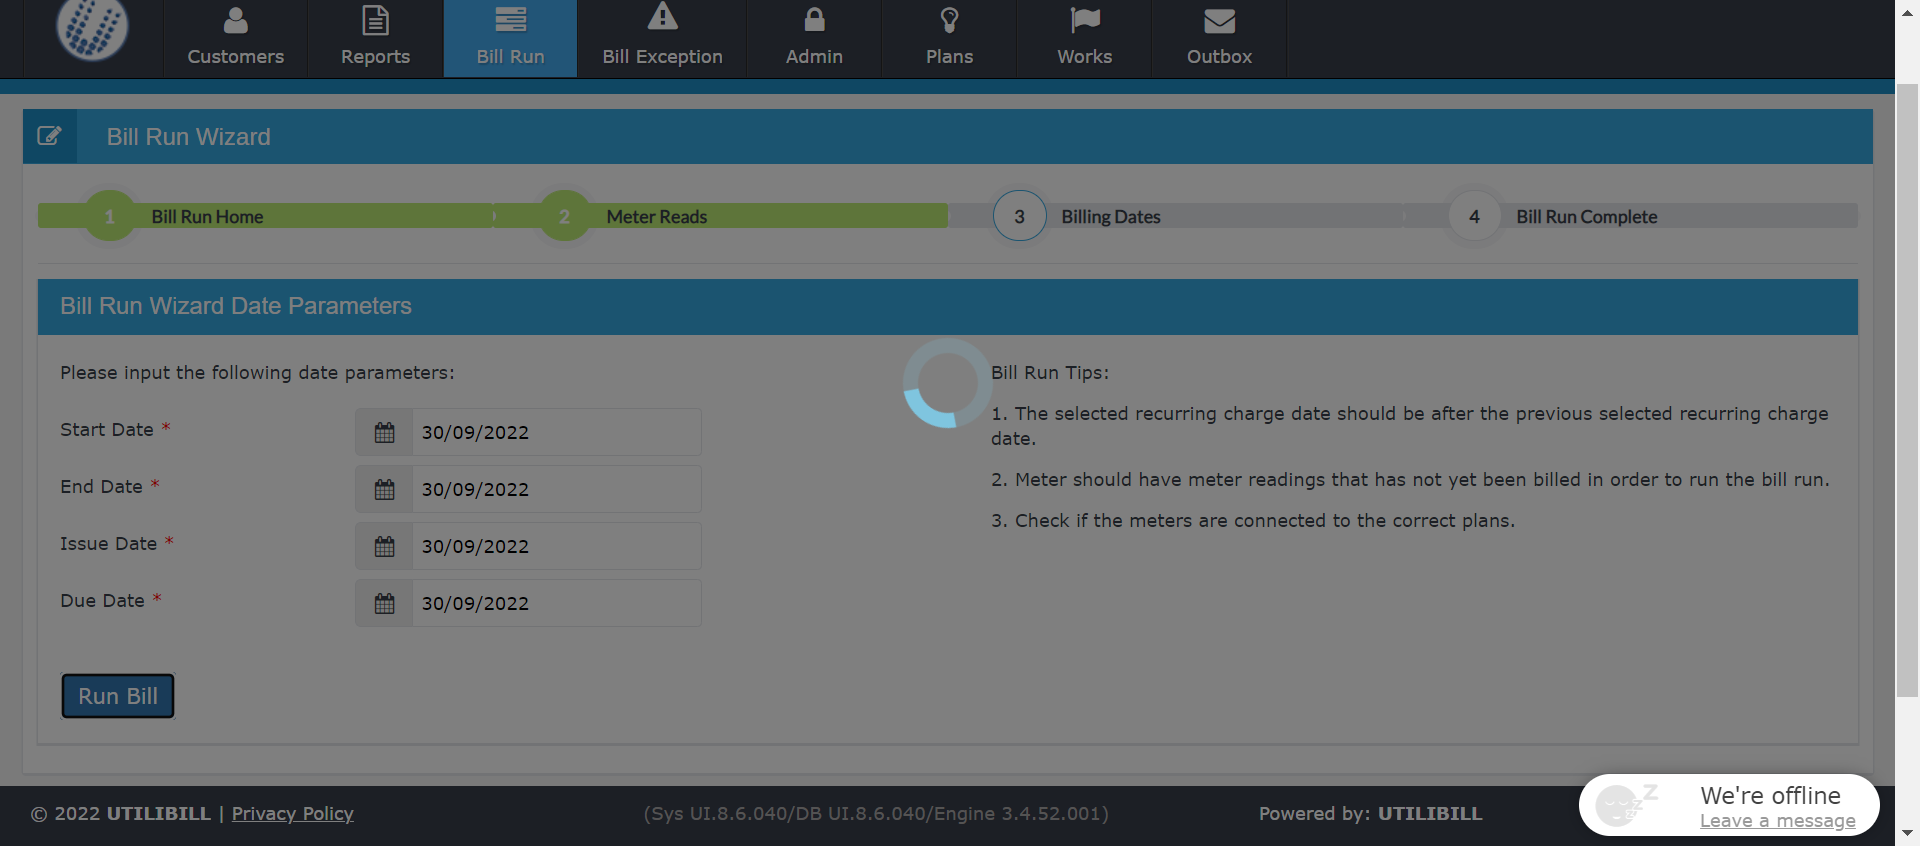 Customers
Reports
Bill Run
Bill Exception
Admin
Plans
Works
Outbox
Bill Run Wizard
1 Bill Run Home
2 Meter Reads
3 Billing Dates
4 Bill Run Complete
Bill Run Wizard Date Parameters
Please input the following date parameters:
Start Date * 30/09/2022
End Date * 30/09/2022
Issue Date * 30/09/2022
Due Date * 30/09/2022
Run Bill
Bill Run Tips:
1. The selected recurring charge date should be after the previous selected recurring charge
date.
2. Meter should have meter readings that has not yet been billed in order to run the bill run.
3. Check if the meters are connected to the correct plans.
© 2022 UTILIBILL | Privacy Policy
(Sys UI.8.6.040/DB UI.8.6.040/Engine 3.4.52.001)
Powered by: UTILIBILL
z z Z
We're offline
Leave a message